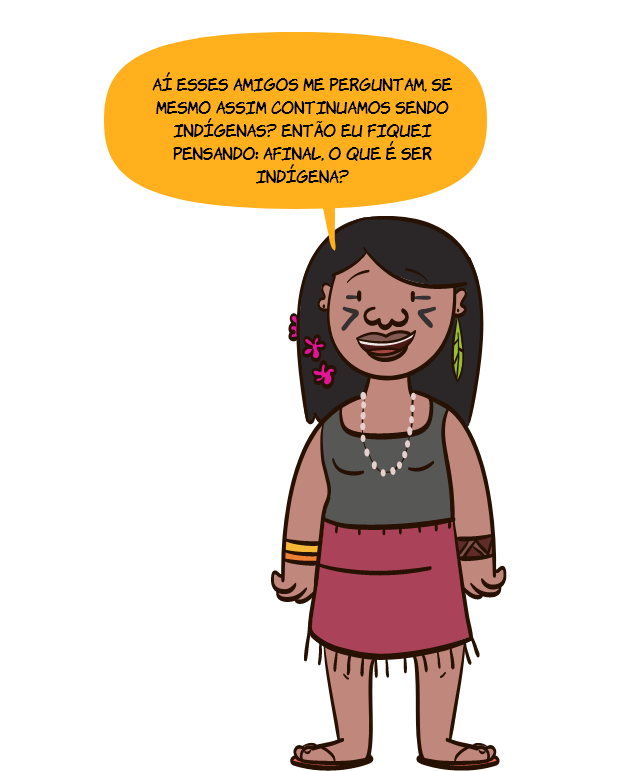 AÍ ESSES AMIGOS ME PERGUNTAM, SE
MESMO ASSIM CONTINUAMOS SENDO
INDÍGENAS? ENTÃO EU FIQUEI
PENSANDO: AFINAL, O QUE É SER
INDÍGENA?